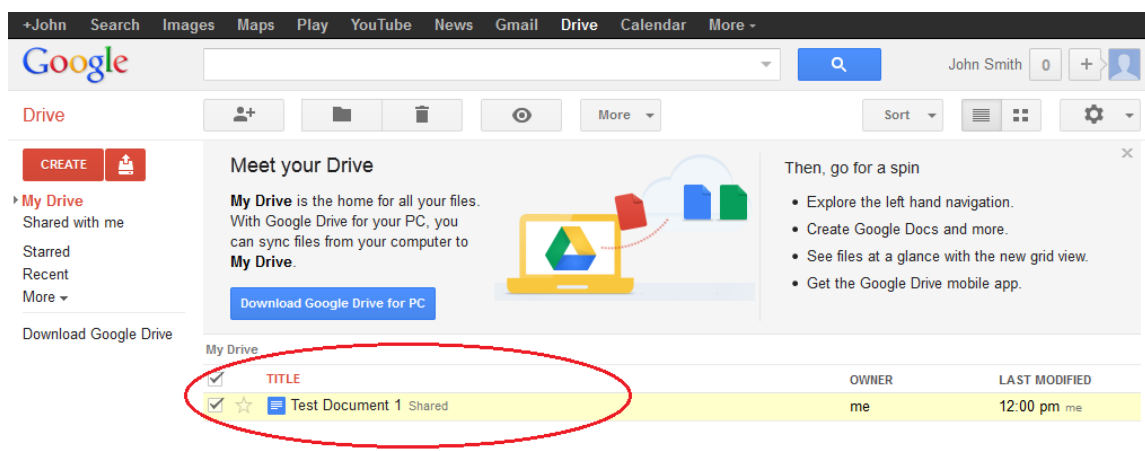 +John Search Images Maps Play YouTube News Gmail Drive Calendar More
Google
John Smith 0 +
Drive
More
Sort
CREATE
My Drive
Shared with me
Starred
Recent
More
Download Google Drive
Meet your Drive
My Drive is the home for all your files.
With Google Drive for your PC, you
can sync files from your computer to
My Drive.
Download Google Drive for PC
Then, go for a spin
• Explore the left hand navigation.
• Create Google Docs and more.
• See files at a glance with the new grid view.
• Get the Google Drive mobile app.
My Drive
TITLE OWNER LAST MODIFIED
Test Document 1 Shared me 12:00 pm me